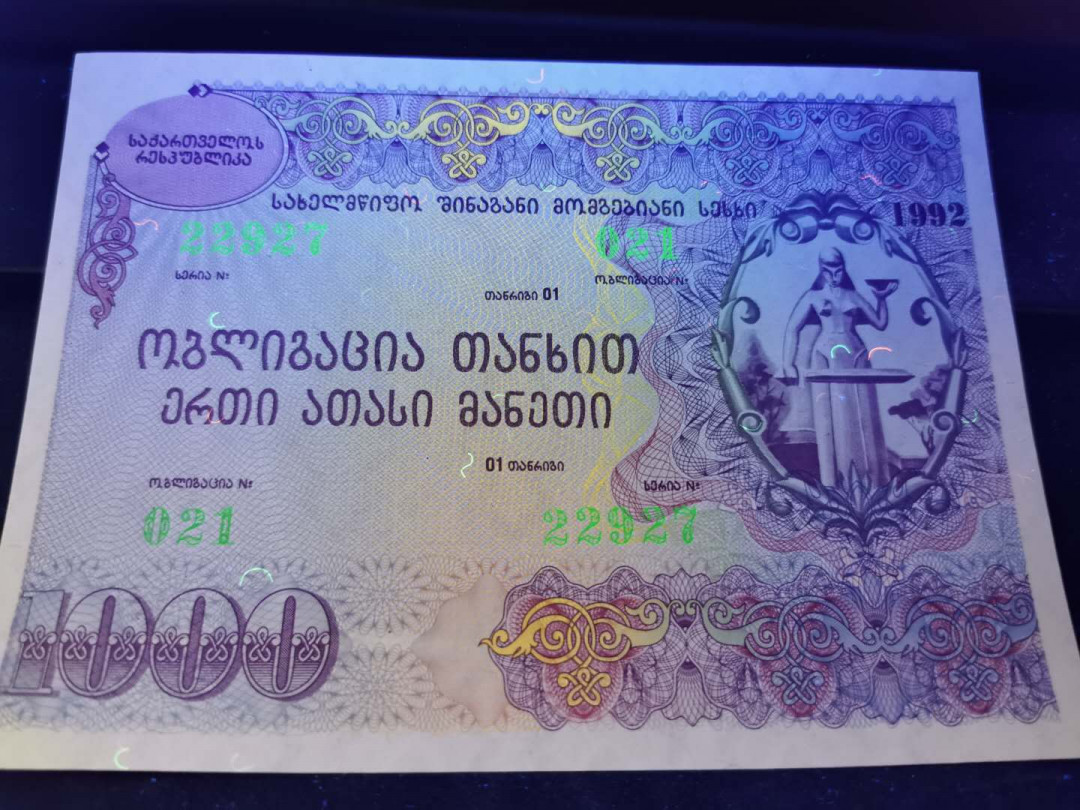 საქართველოს
რესპუბლიკა
სახელმწიფო შინაგანი მომგებიანი სესხი
1992
22927
021
სერია №
ობლიგაცია №
თანრიგი 01
ობლიგაცია თანხით
ერთი ათასი მანეთი
01 თანრიგი
ობლიგაცია №
სერია №
021
22927
1000